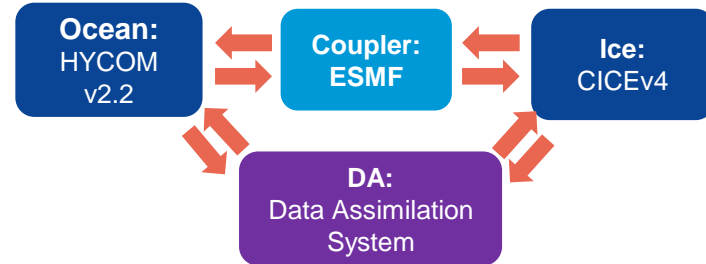 Ocean:
HYCOM
v2.2
Coupler:
ESMF
Ice:
CICEv4
DA:
Data Assimilation
System